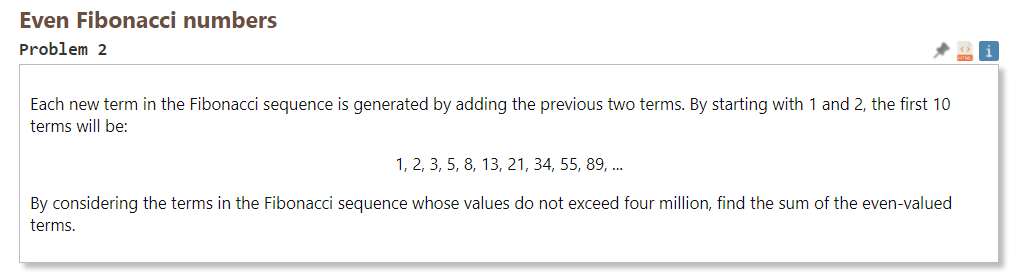 Even Fibonacci numbers
Problem 2
HTML
i
Each new term in the Fibonacci sequence is generated by adding the previous two terms. By starting with 1 and 2, the first 10
terms will be:
1, 2, 3, 5, 8, 13, 21, 34, 55, 89, ...
By considering the terms in the Fibonacci sequence whose values do not exceed four million, find the sum of the even-valued
terms.